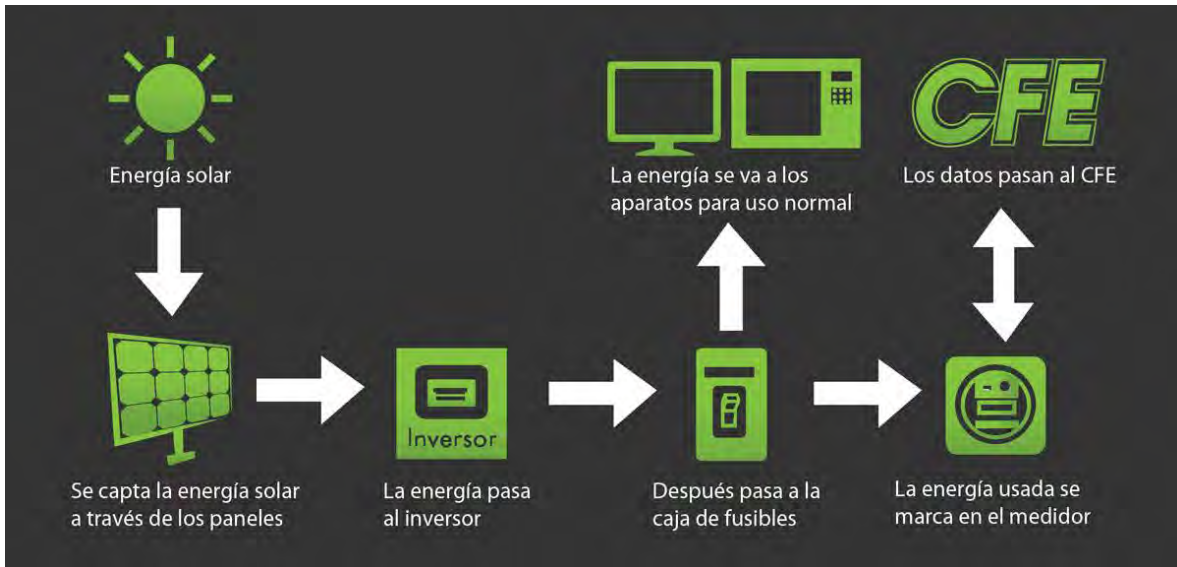 Energía solar
La energía se va a los
aparatos para uso normal
CFE
Los datos pasan al CFE
Inversor
Se capta la energía solar
a través de los paneles
La energía pasa
al inversor
Después pasa a la
caja de fusibles
La energía usada se
marca en el medidor